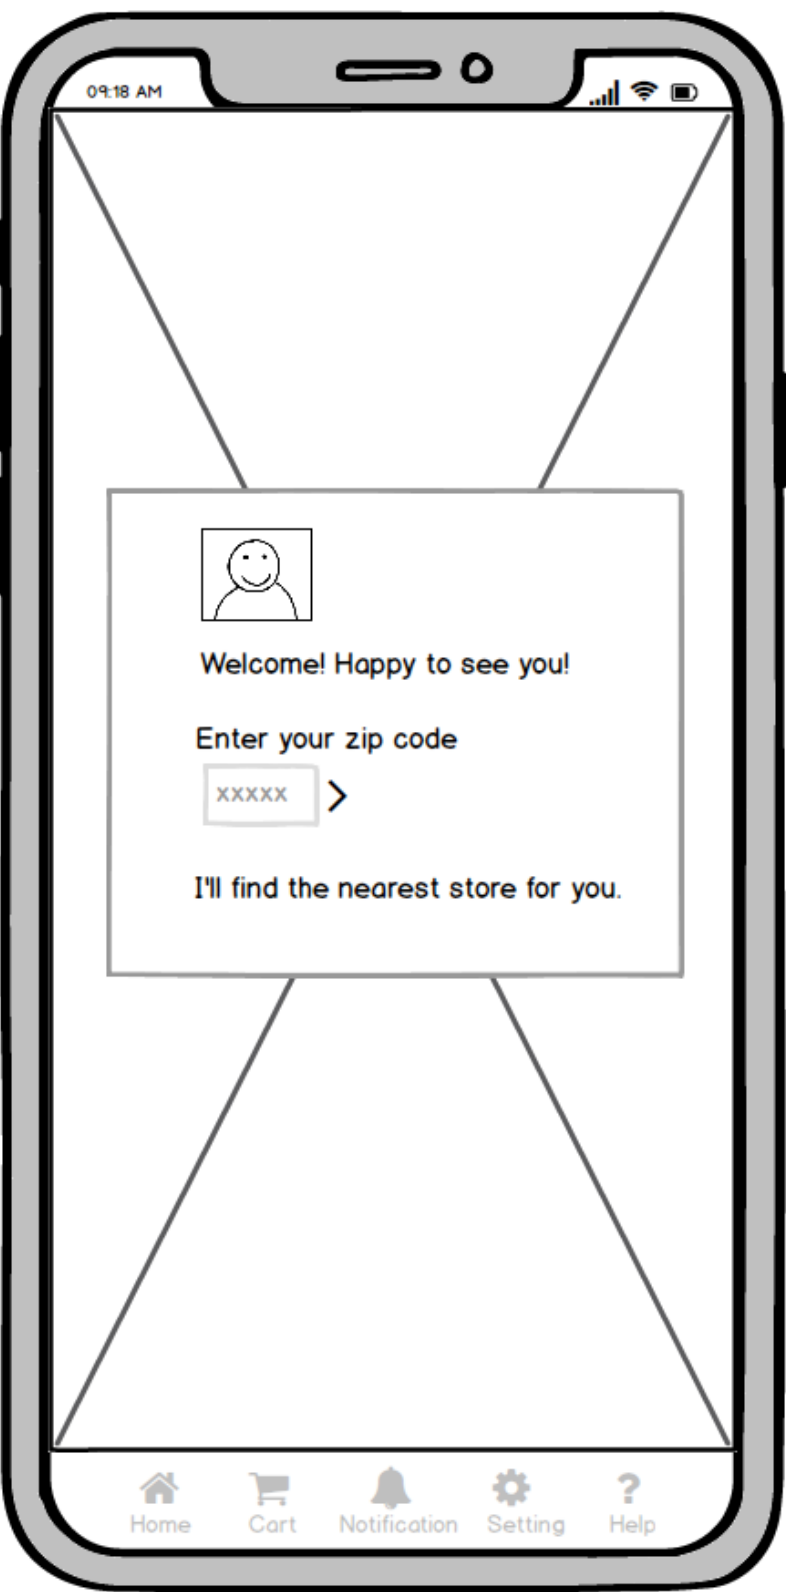 09:18 AM
Welcome! Happy to see you!
Enter your zip code
xxxxx
I'll find the nearest store for you.
Home Cart Notification Setting Help